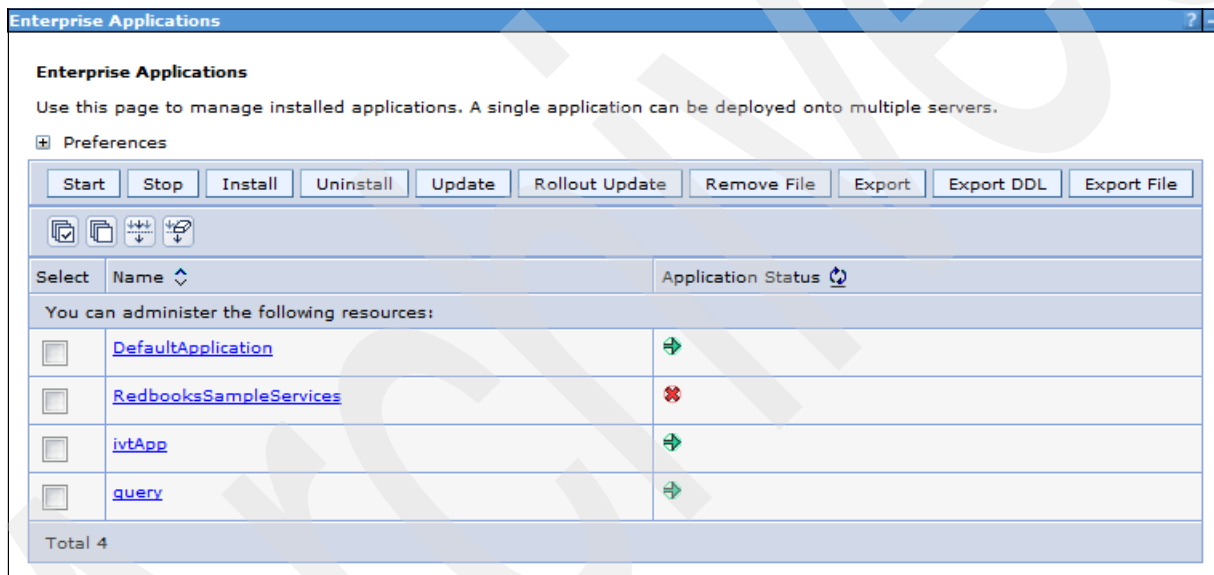 Enterprise Applications ? -
Enterprise Applications
Use this page to manage installed applications. A single application can be deployed onto multiple servers.
Preferences
Start Stop Install Uninstall Update Rollout Update Remove File Export Export DDL Export File
Select Name Application Status
You can administer the following resources:
DefaultApplication
RedbooksSampleServices
ivtApp
query
Total 4